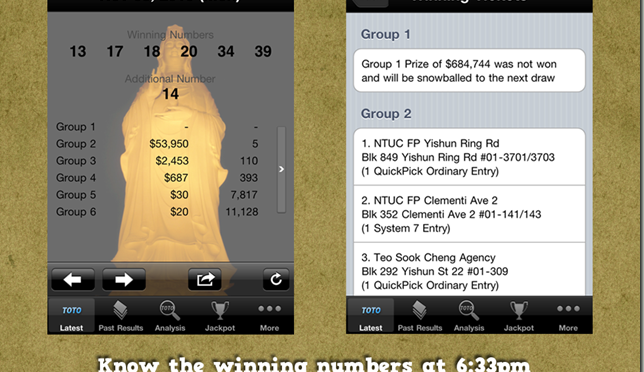 Winning Numbers
13 17 18 20 34 39
Additional Number
14
Group 1 - -
Group 2 $53,950 5
Group 3 $2,453 110
Group 4 $687 393
Group 5 $30 7,817
Group 6 $20 11,128
TOTO TOTO
Latest Past Results Analysis Jackpot More
Group 1
Group 1 Prize of $684,744 was not won
and will be snowballed to the next draw
Group 2
1. NTUC FP Yishun Ring Rd
Blk 849 Yishun Ring Rd #01-3701/3703
(1 QuickPick Ordinary Entry)
2. NTUC FP Clementi Ave 2
Blk 352 Clementi Ave 2 #01-141/143
(1 System 7 Entry)
3. Teo Sook Cheng Agency
Blk 292 Yishun St 22 #01-309
(1 QuickPick Ordinary Entry)
TOTO TOTO
Latest Past Results Analysis Jackpot More
Know the winning numbers at 6:33pm